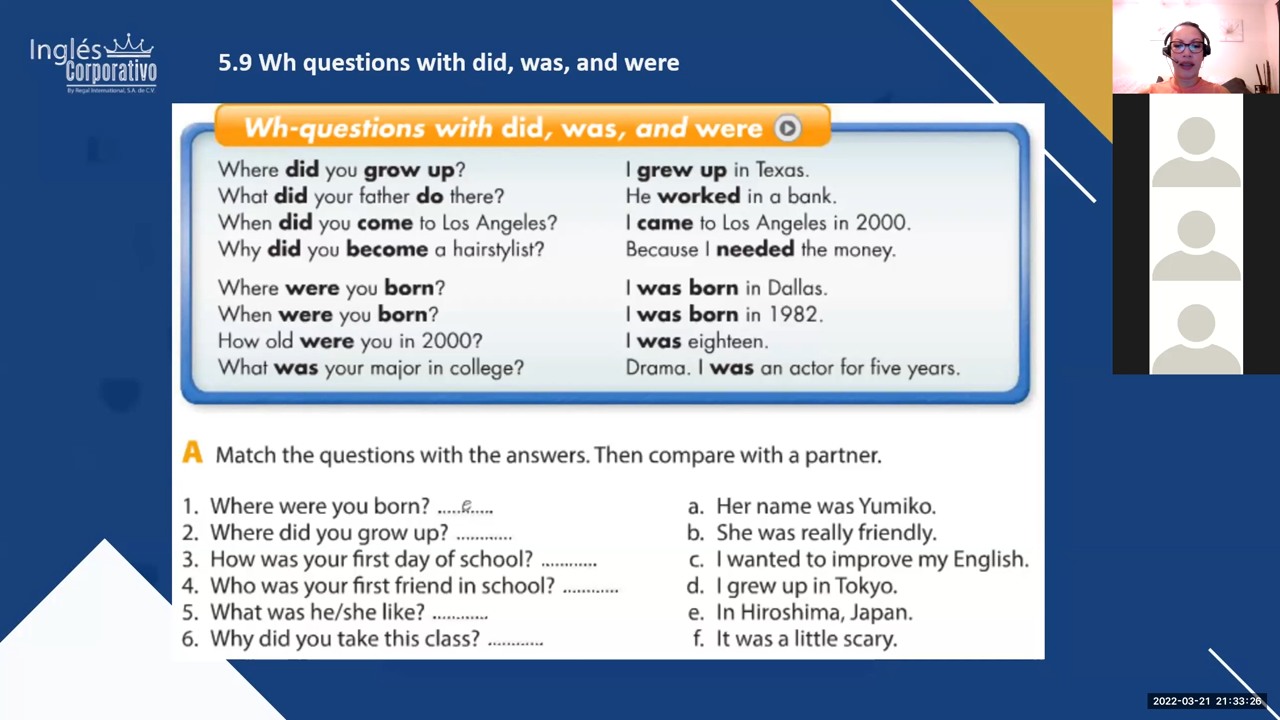 Inglés
Corporativo
By Regal International, S.A. de C.V.
5.9 Wh questions with did, was, and were
Wh-questions with did, was, and were
Where did you grow up? I grew up in Texas.
What did your father do there? He worked in a bank.
When did you come to Los Angeles? I came to Los Angeles in 2000.
Why did you become a hairstylist? Because I needed the money.
Where were you born? I was born in Dallas.
When were you born? I was born in 1982.
How old were you in 2000? I was eighteen.
What was your major in college? Drama. I was an actor for five years.
A Match the questions with the answers. Then compare with a partner.
1. Where were you born? .....e.....
2. Where did you grow up? ............
3. How was your first day of school? ............
4. Who was your first friend in school? ............
5. What was he/she like? ............
6. Why did you take this class? ............
a. Her name was Yumiko.
b. She was really friendly.
c. I wanted to improve my English.
d. I grew up in Tokyo.
e. In Hiroshima, Japan.
f. It was a little scary.
2022-03-21 21:33:26